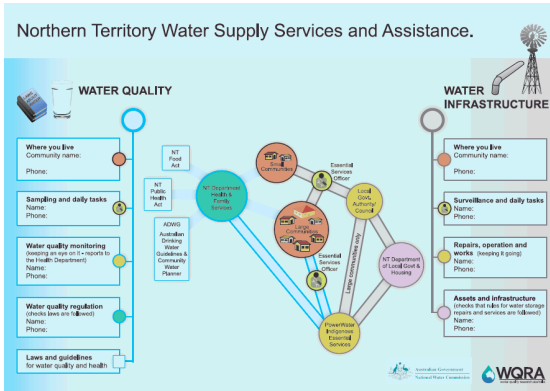 Northern Territory Water Supply Services and Assistance.
WATER QUALITY
Where you live
Community name:
Phone:
Sampling and daily tasks
Name:
Phone:
Water quality monitoring
(keeping an eye on it • reports to
the Health Department)
Name:
Phone:
Water quality regulation
(checks laws are followed)
Name:
Phone:
Laws and guidelines
for water quality and health
NT
Food
Act
NT
Public
Health
Act
ADWG
Australian
Drinking
Water
Guidelines &
Community
Water
Planner
NT Department
Health &
Family
Services
Small
Communities
Essential
Services
Officer
Local
Govt,
Authority/
Council
Large
Communities
Essential
Services
Officer
Large communities only
NT Department
of Local Govt &
Housing
PowerWater
Indigenous
Essential
Services
WATER
INFRASTRUCTURE
Where you live
Community name:
Phone:
Surveillance and daily tasks
Name:
Phone:
Repairs, operation and
works (keeping it going)
Name:
Phone:
Assets and infrastructure
(checks that rules for water storage
repairs and services are followed)
Name:
Phone:
Australian Government
National Water Commission
WQRA